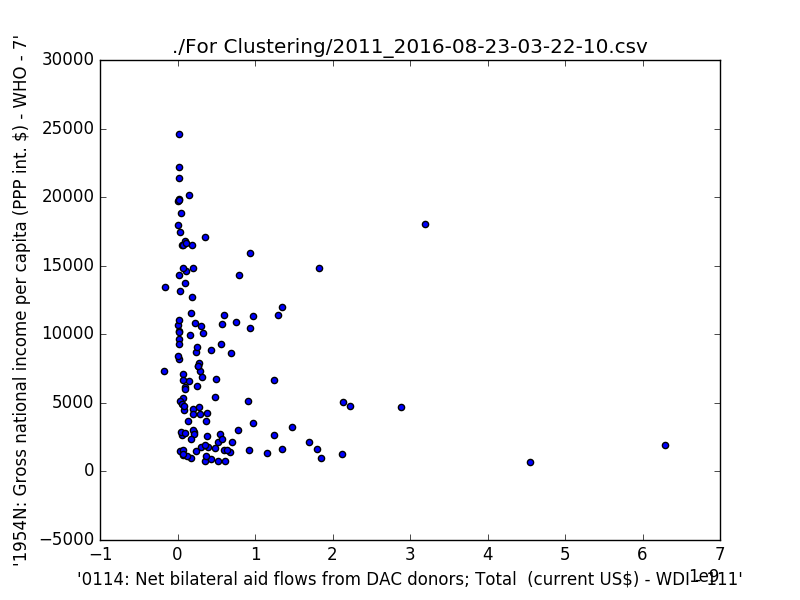 ./For Clustering/2011_2016-08-23-03-22-10.csv
'1954N: Gross national income per capita (PPP int. $) - WHO - 7'
30000
25000
20000
15000
10000
5000
0
−5000
−1 0 1 2 3 4 5 6 7
1e9
'0114: Net bilateral aid flows from DAC donors; Total  (current US$) - WDI - 111'